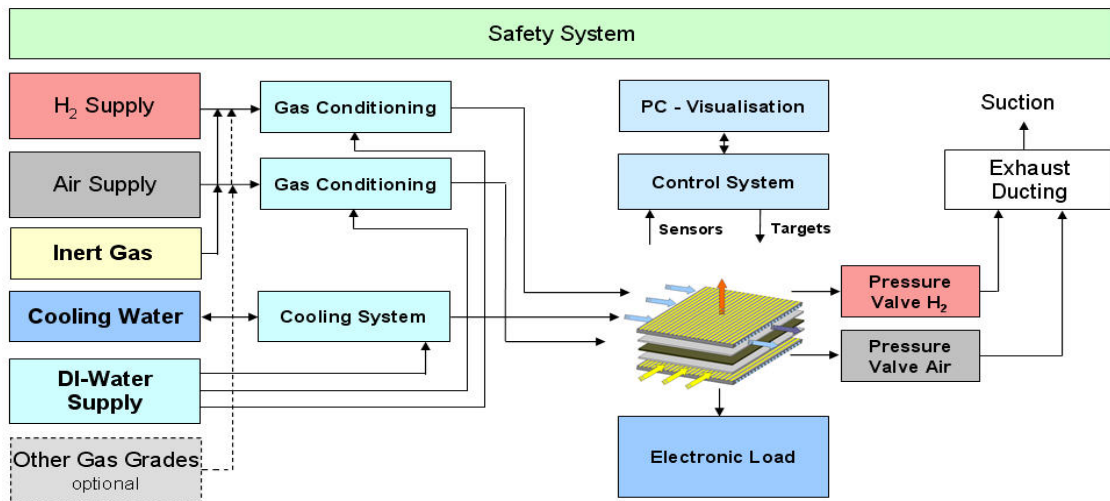 Safety System
H2 Supply
Gas Conditioning
PC - Visualisation
Suction
Air Supply
Gas Conditioning
Control System
Exhaust
Ducting
Sensors
Targets
Inert Gas
Cooling Water
Cooling System
Pressure
Valve H2
Pressure
Valve Air
DI-Water
Supply
Other Gas Grades
optional
Electronic Load